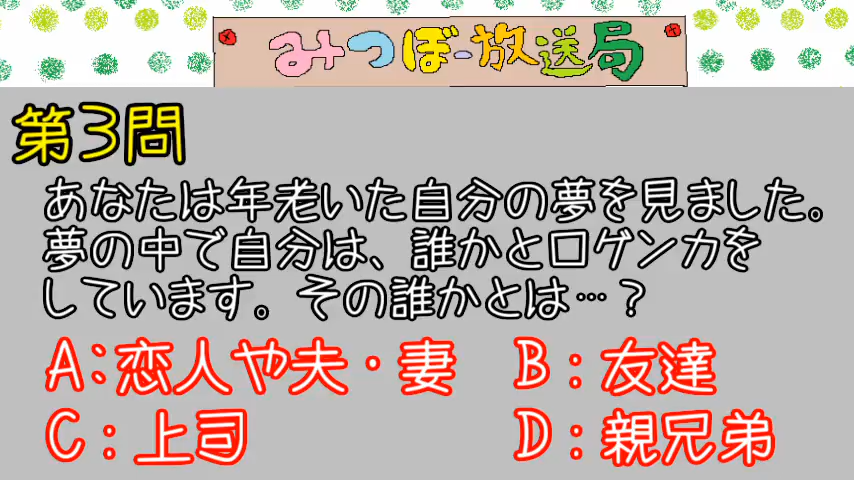 みつぼー放送局
第3問
あなたは年老いた自分の夢を見ました。
夢の中で自分は、誰かと口ゲンカを
しています。その誰かとは…？
A:恋人や夫・妻 B:友達
C:上司 D:親兄弟